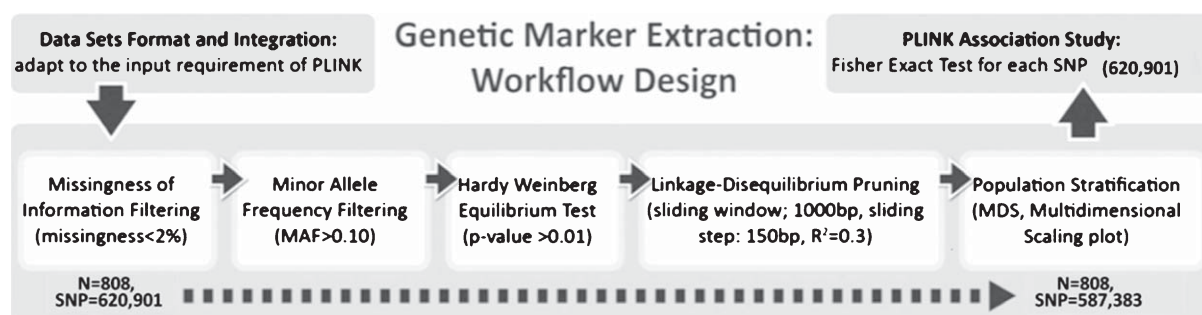 Data Sets Format and Integration:
adapt to the input requirement of PLINK
Genetic Marker Extraction:
Workflow Design
PLINK Association Study:
Fisher Exact Test for each SNP (620,901)
Missingness of
Information Filtering
(missingness<2%)
Minor Allele
Frequency Filtering
(MAF>0.10)
Hardy Weinberg
Equilibrium Test
(p-value >0.01)
Linkage-Disequilibrium Pruning
(sliding window; 1000bp, sliding
step: 150bp, R²=0.3)
Population Stratification
(MDS, Multidimensional
Scaling plot)
N=808,
SNP=620,901
N=808,
SNP=587,383